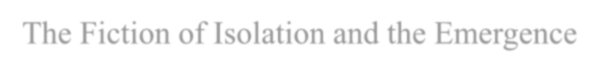 The Fiction of Isolation and the Emergence